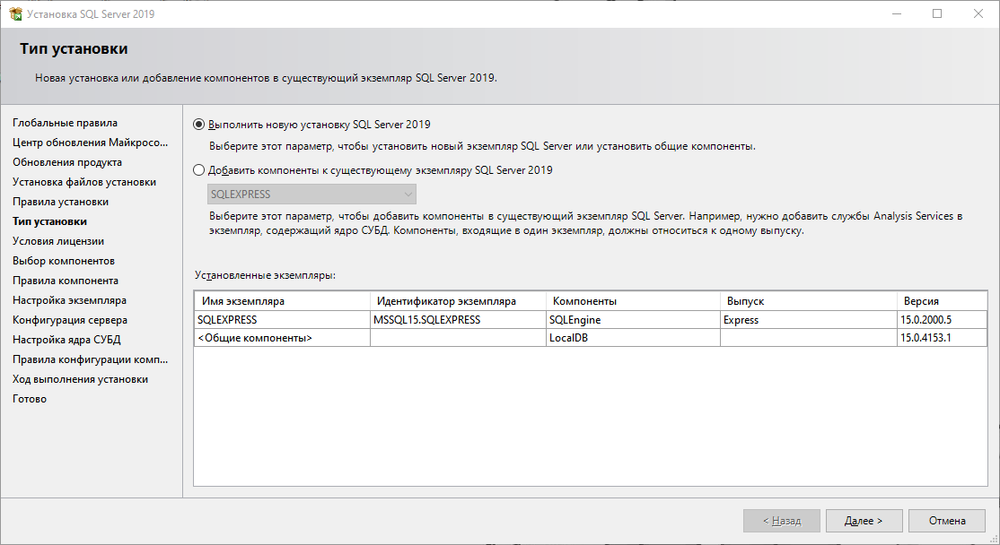 Установка SQL Server 2019
Тип установки
Новая установка или добавление компонентов в существующий экземпляр SQL Server 2019.
Глобальные правила
Центр обновления Майкросо...
Обновления продукта
Установка файлов установки
Правила установки
Тип установки
Условия лицензии
Выбор компонентов
Правила компонента
Настройка экземпляра
Конфигурация сервера
Настройка ядра СУБД
Правила конфигурации комп...
Ход выполнения установки
Готово
Выполнить новую установку SQL Server 2019
Выберите этот параметр, чтобы установить новый экземпляр SQL Server или установить общие компоненты.
Добавить компоненты к существующему экземпляру SQL Server 2019
SQLEXPRESS
Выберите этот параметр, чтобы добавить компоненты в существующий экземпляр SQL Server. Например, нужно добавить службы Analysis Services в
экземпляр, содержащий ядро СУБД. Компоненты, входящие в один экземпляр, должны относиться к одному выпуску.
Установленные экземпляры:
Имя экземпляра Идентификатор экземпляра Компоненты Выпуск Версия
SQLEXPRESS MSSQL15.SQLEXPRESS SQLEngine Express 15.0.2000.5
<Общие компоненты> LocalDB 15.0.4153.1
< Назад Далее > Отмена